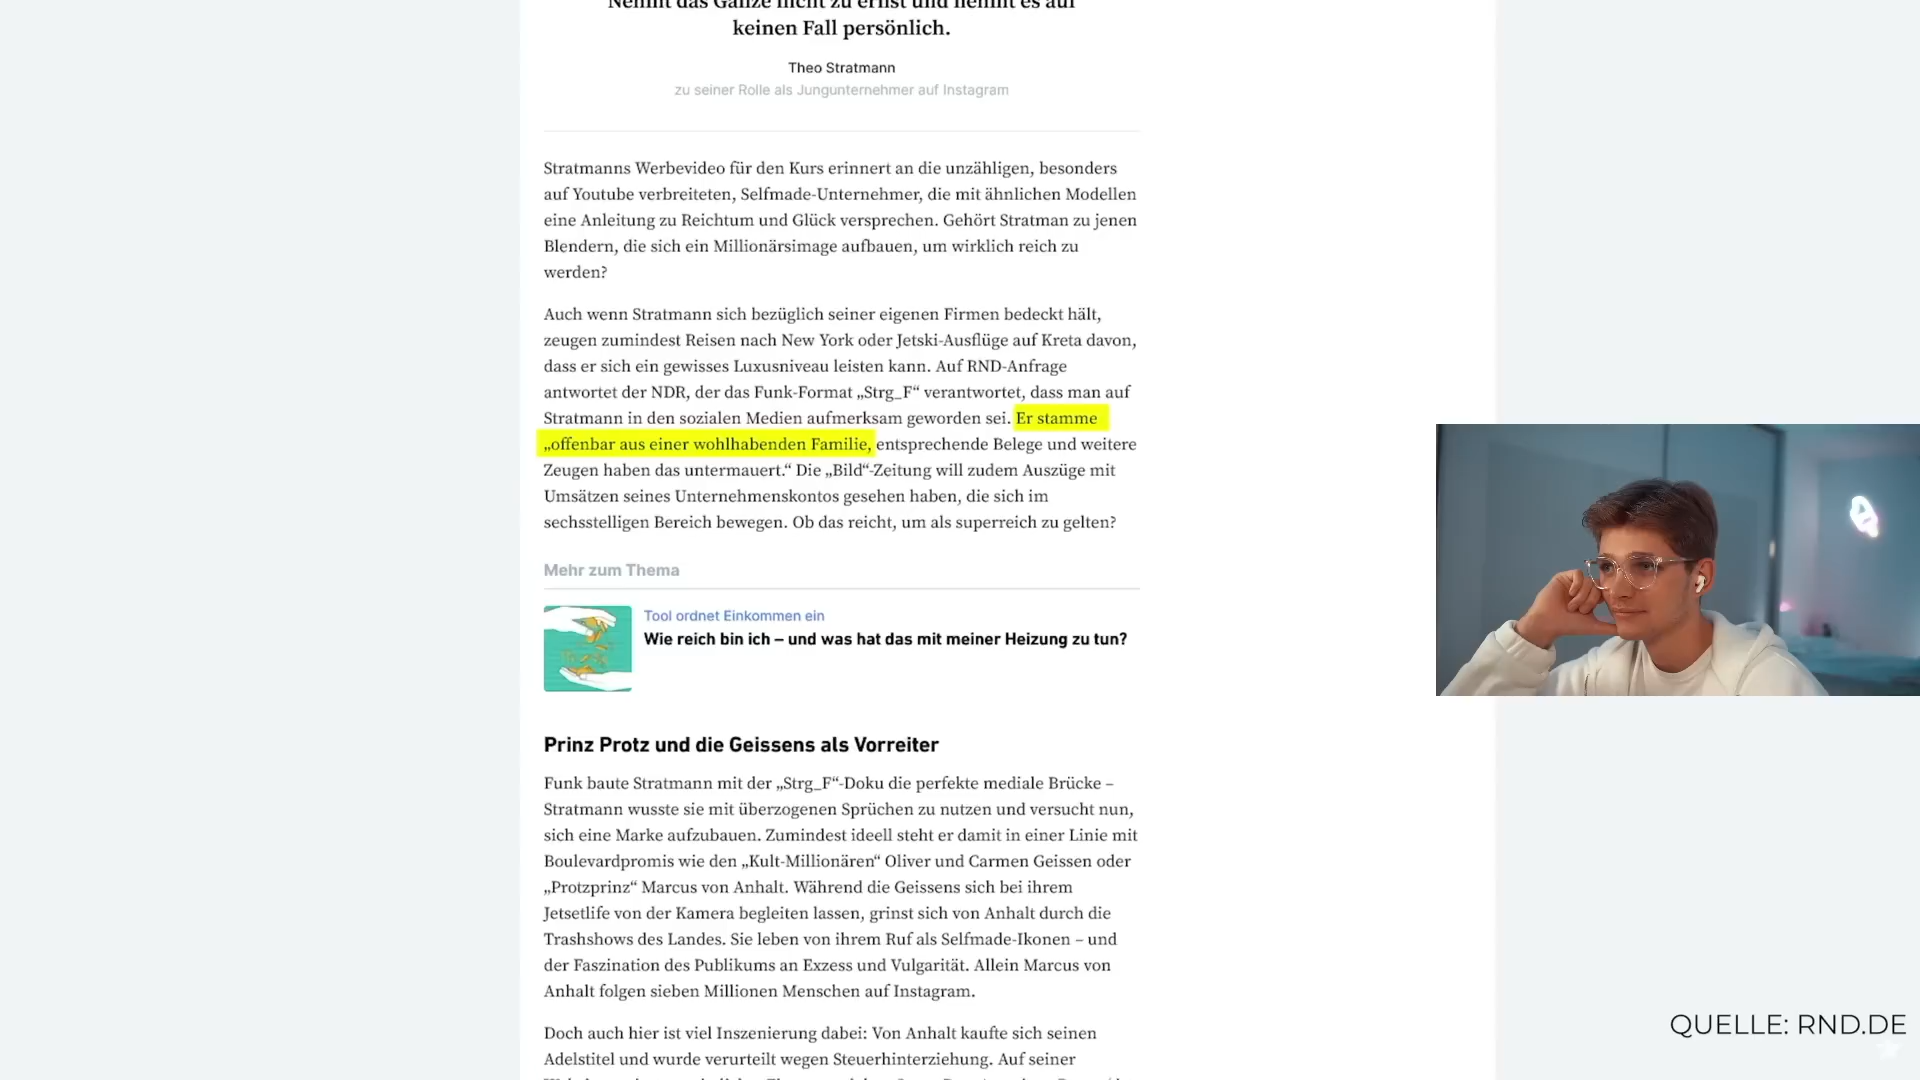 Nehmt das Ganze nicht zu ernst und nehmt es auf
keinen Fall persönlich.
Theo Stratmann
zu seiner Rolle als Jungunternehmer auf Instagram
Stratmanns Werbevideo für den Kurs erinnert an die unzähligen, besonders
auf Youtube verbreiteten, Selfmade-Unternehmer, die mit ähnlichen Modellen
eine Anleitung zu Reichtum und Glück versprechen. Gehört Stratman zu jenen
Blendern, die sich ein Millionärsimage aufbauen, um wirklich reich zu
werden?
Auch wenn Stratmann sich bezüglich seiner eigenen Firmen bedeckt hält,
zeugen zumindest Reisen nach New York oder Jetski-Ausflüge auf Kreta davon,
dass er sich ein gewisses Luxusniveau leisten kann. Auf RND-Anfrage
antwortet der NDR, der das Funk-Format „Strg_F“ verantwortet, dass man auf
Stratmann in den sozialen Medien aufmerksam geworden sei. Er stamme
„offenbar aus einer wohlhabenden Familie, entsprechende Belege und weitere
Zeugen haben das untermauert.“ Die „Bild“-Zeitung will zudem Auszüge mit
Umsätzen seines Unternehmenskontos gesehen haben, die sich im
sechsstelligen Bereich bewegen. Ob das reicht, um als superreich zu gelten?
Mehr zum Thema
Tool ordnet Einkommen ein
Wie reich bin ich – und was hat das mit meiner Heizung zu tun?
Prinz Protz und die Geissens als Vorreiter
Funk baute Stratmann mit der „Strg_F“-Doku die perfekte mediale Brücke –
Stratmann wusste sie mit überzogenen Sprüchen zu nutzen und versucht nun,
sich eine Marke aufzubauen. Zumindest ideell steht er damit in einer Linie mit
Boulevardpromis wie den „Kult-Millionären“ Oliver und Carmen Geissen oder
„Protzprinz“ Marcus von Anhalt. Während die Geissens sich bei ihrem
Jetsetlife von der Kamera begleiten lassen, grinst sich von Anhalt durch die
Trashshows des Landes. Sie leben von ihrem Ruf als Selfmade-Ikonen – und
der Faszination des Publikums an Exzess und Vulgarität. Allein Marcus von
Anhalt folgen sieben Millionen Menschen auf Instagram.
Doch auch hier ist viel Inszenierung dabei: Von Anhalt kaufte sich seinen
Adelstitel und wurde verurteilt wegen Steuerhinterziehung. Auf seiner
QUELLE: RND.DE